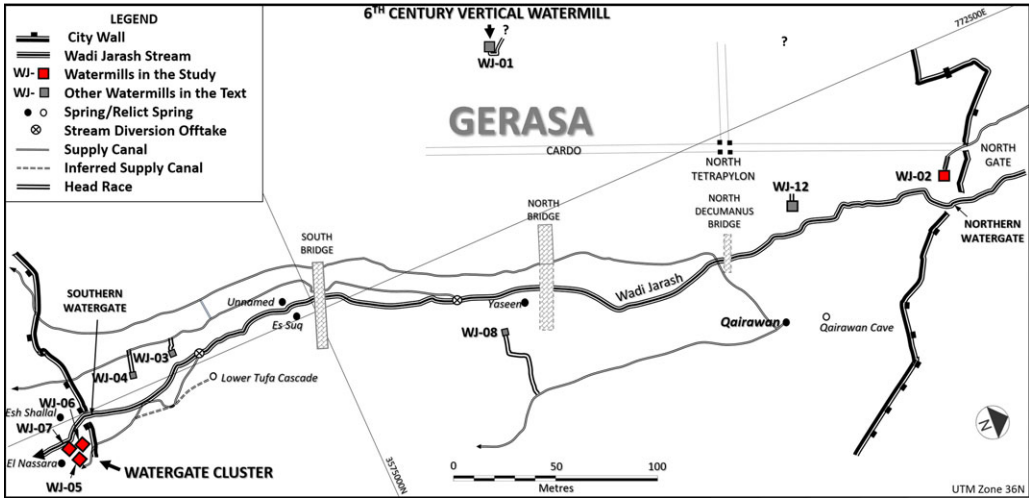 LEGEND
City Wall
Wadi Jarash Stream
WJ- Watermills in the Study
WJ- Other Watermills in the Text
Spring/Relict Spring
Stream Diversion Offtake
Supply Canal
Inferred Supply Canal
Head Race
6TH CENTURY VERTICAL WATERMILL
?
WJ-01
?
772500E
GERASA
CARDO
NORTH
TETRAPYLON
NORTH
GATE
WJ-02
WJ-12
NORTH
BRIDGE
NORTH
DECUMANUS
BRIDGE
NORTHERN
WATERGATE
SOUTH
BRIDGE
SOUTHERN
WATERGATE
Unnamed
Es Suq
Yaseen
Wadi Jarash
Qairawan
Qairawan Cave
WJ-08
WJ-03
WJ-04
Lower Tufa Cascade
WJ-06
Esh Shallal
WJ-07
El Nassara
WJ-05
WATERGATE CLUSTER
3575000N
0 50 100
Metres
N
UTM Zone 36N